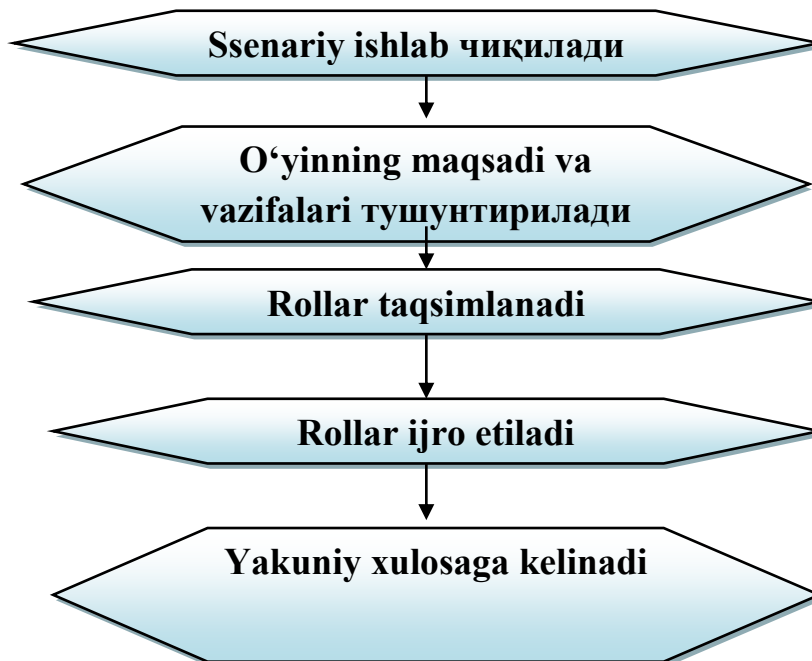 Ssenariy ishlab чиқилади
O‘yinning maqsadi va
vazifalari тушунтирилади
Rollar taqsimlanadi
Rollar ijro etiladi
Yakuniy xulosaga kelinadi